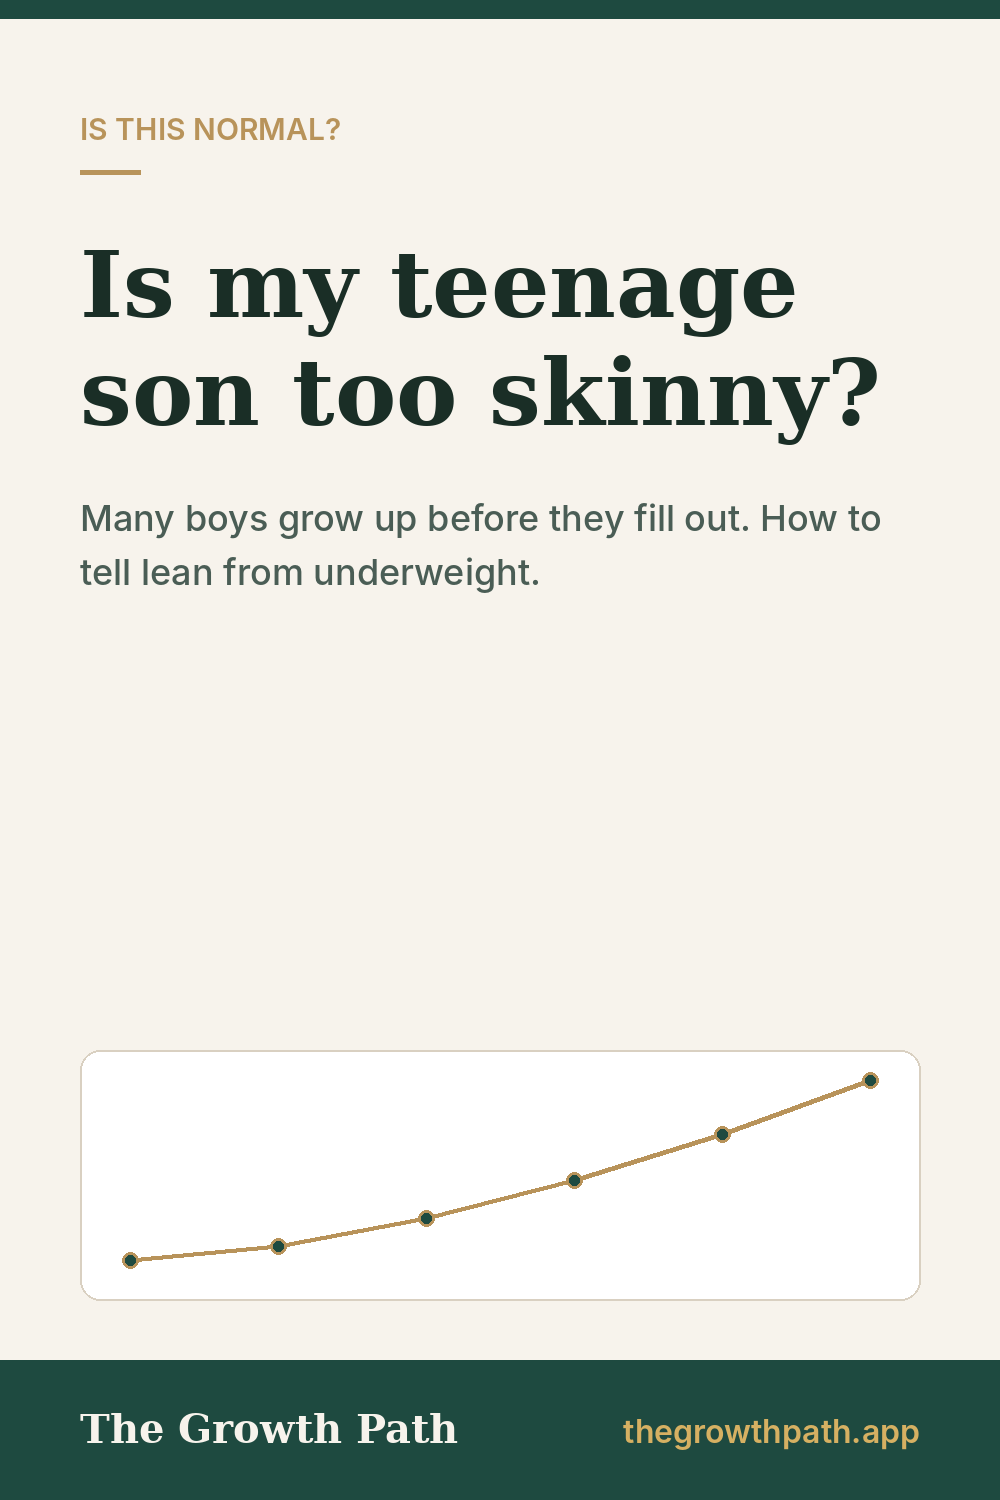 IS THIS NORMAL?
Is my teenage
son too skinny?
Many boys grow up before they fill out. How to
tell lean from underweight.
The Growth Path
thegrowthpath.app